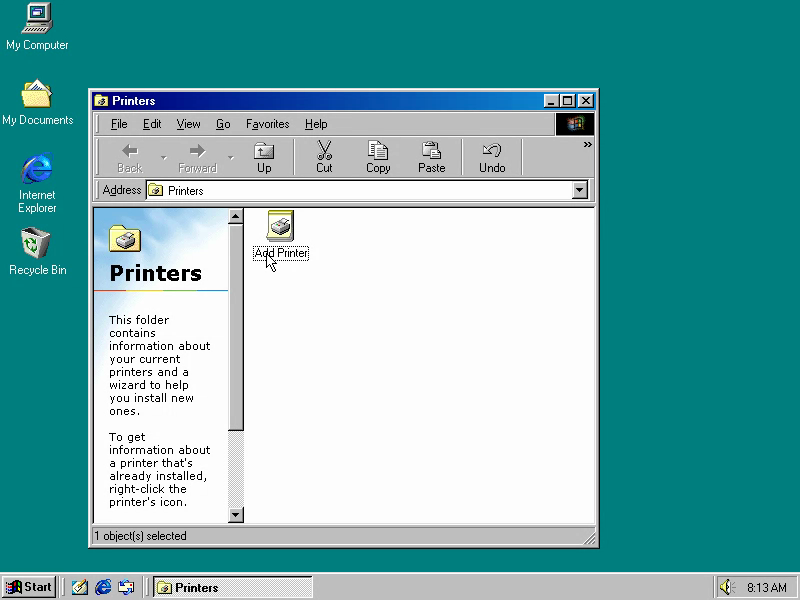 My Computer
My Documents
Internet
Explorer
Recycle Bin
Printers
File Edit View Go Favorites Help
Back Forward Up Cut Copy Paste Undo »
Address Printers
Printers
This folder
contains
information about
your current
printers and a
wizard to help
you install new
ones.
To get
information about
a printer that's
already installed,
right-click the
printer's icon.
Add Printer
1 object(s) selected
Start Printers 8:13 AM